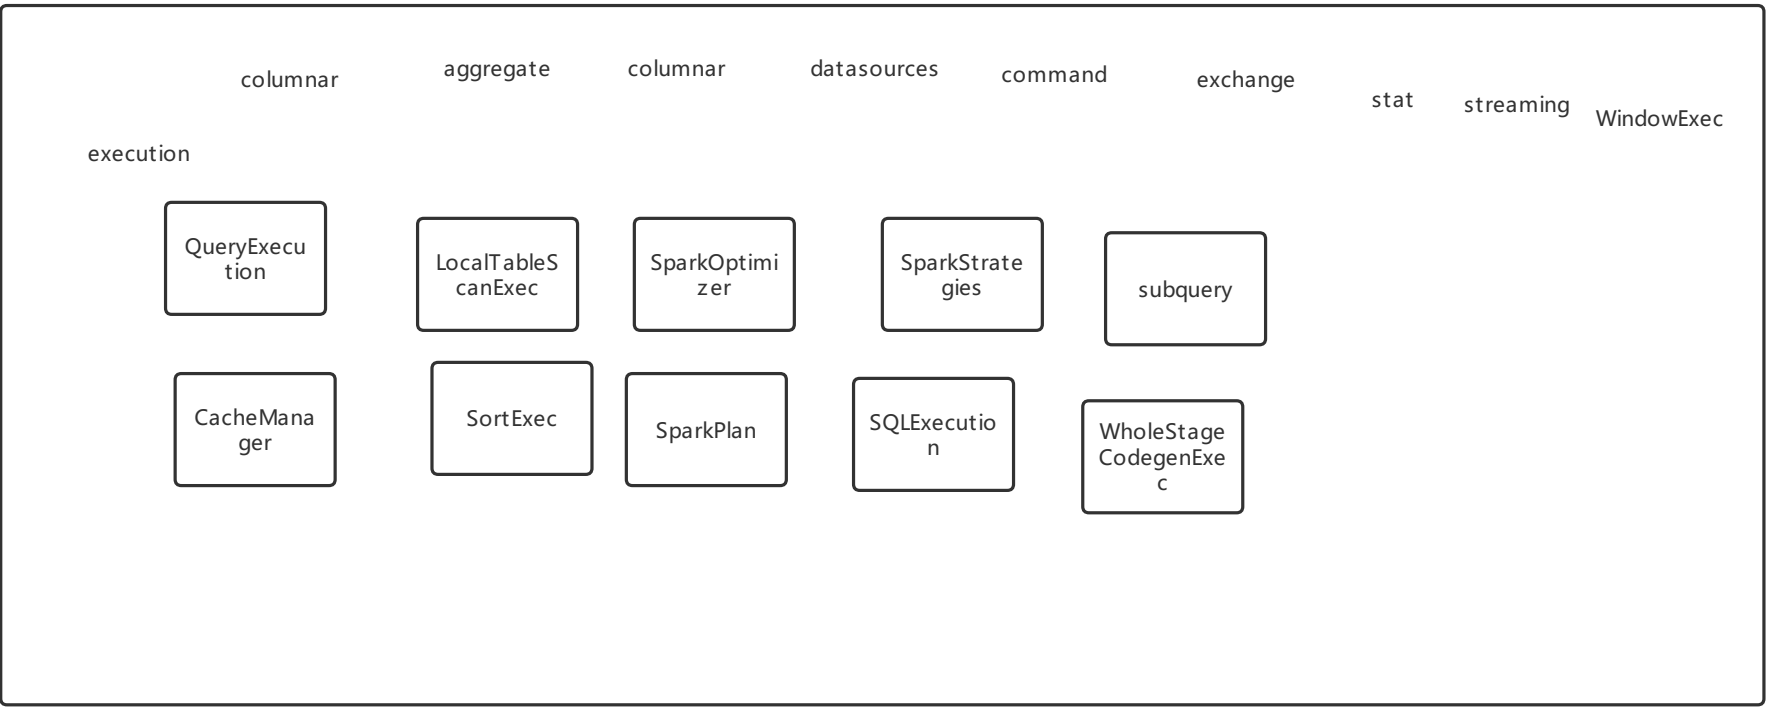 columnar
aggregate
columnar
datasources
command
exchange
stat
streaming
WindowExec
execution
QueryExecu
tion
LocalTableS
canExec
SparkOptimi
zer
SparkStrate
gies
subquery
CacheMana
ger
SortExec
SparkPlan
SQLExecutio
n
WholeStage
CodegenExe
c